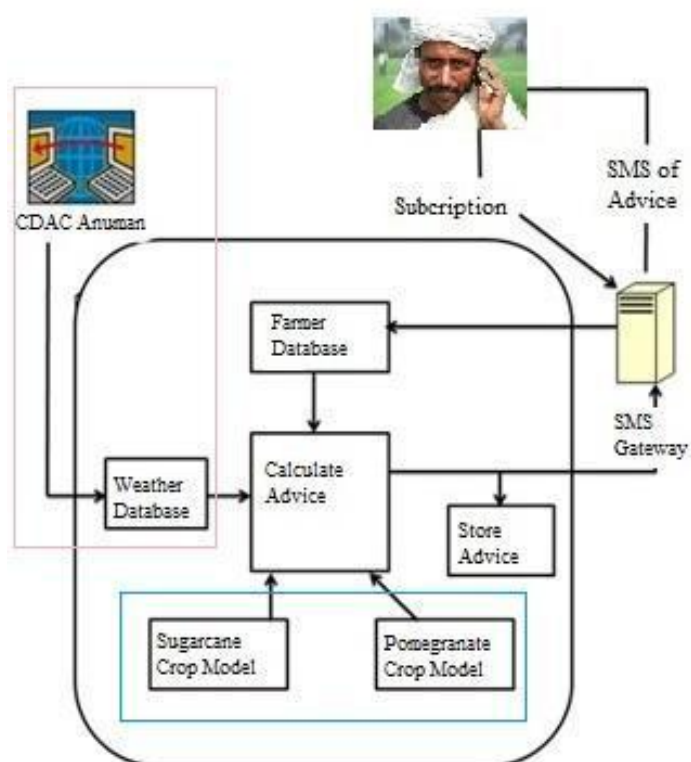 SMS of
Advice
Subcription
CDAC Anuman
Farmer
Database
SMS
Gateway
Calculate
Advice
Weather
Database
Store
Advice
Sugarcane
Crop Model
Pomegranate
Crop Model